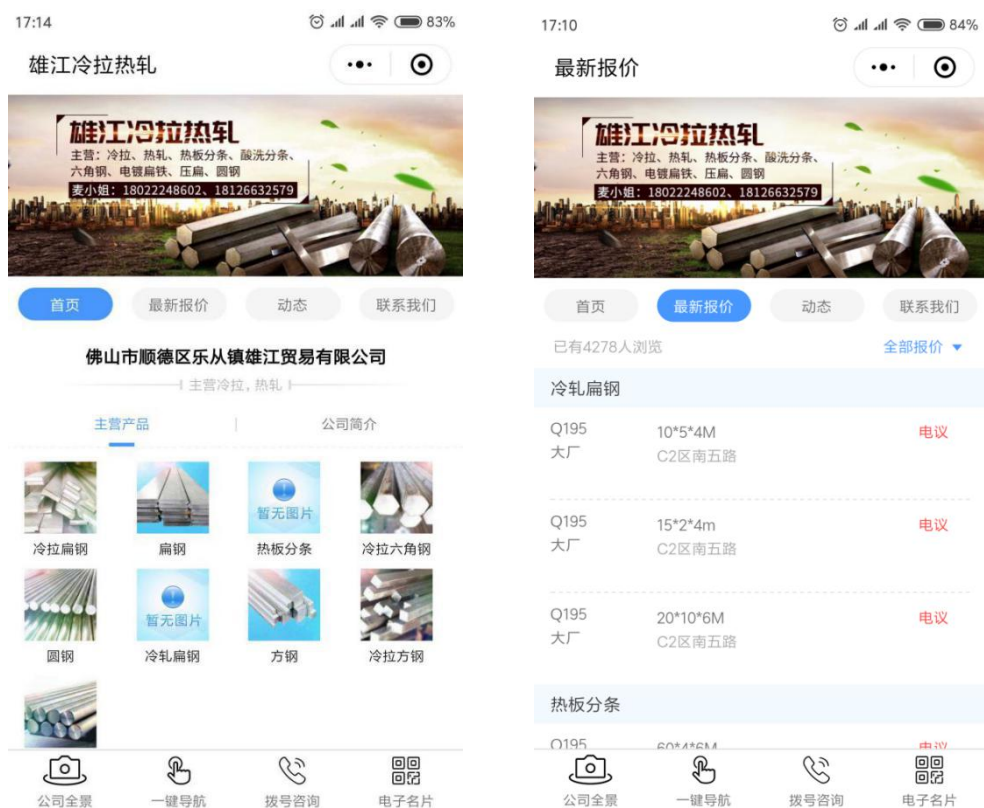 17:14
83%
雄江冷拉热轧
雄江冷拉热轧
主营：冷拉、热轧、热板分条、酸洗分条、
六角钢、电镀扁铁、压扁、圆钢
麦小姐：18022248602、18126632579
首页
最新报价
动态
联系我们
佛山市顺德区乐从镇雄江贸易有限公司
主营冷拉，热轧
主营产品
公司简介
暂无图片
冷拉扁钢
扁钢
热板分条
冷拉六角钢
暂无图片
圆钢
冷轧扁钢
方钢
冷拉方钢
公司全景
一键导航
拨号咨询
电子名片
17:10
84%
最新报价
雄江冷拉热轧
主营：冷拉、热轧、热板分条、酸洗分条、
六角钢、电镀扁铁、压扁、圆钢
麦小姐：18022248602、18126632579
首页
最新报价
动态
联系我们
已有4278人浏览
全部报价
冷轧扁钢
Q195
10*5*4M
电议
大厂
C2区南五路
Q195
15*2*4m
电议
大厂
C2区南五路
Q195
20*10*6M
电议
大厂
C2区南五路
热板分条
Q195
60*4*6M
电议
公司全景
一键导航
拨号咨询
电子名片